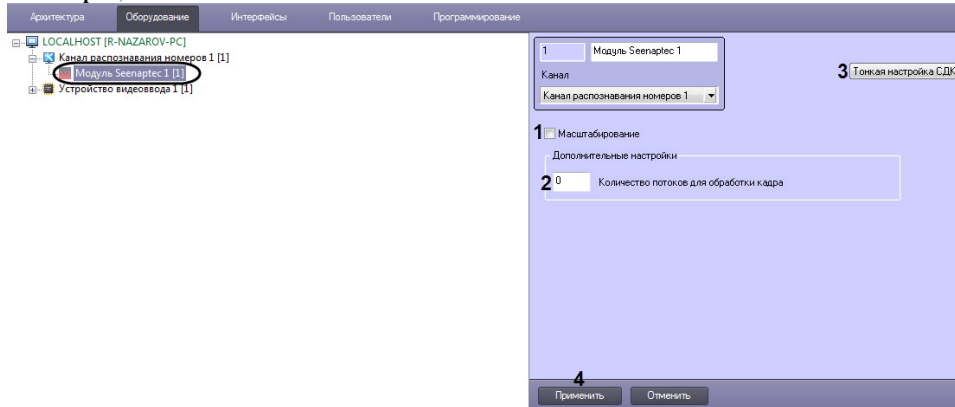 Архитектура Оборудование Интерфейсы Пользователи Программирование
LOCALHOST [R-NAZAROV-PC]
Канал распознавания номеров 1 [1]
Модуль Seenaptec 1 [1]
Устройство видеоввода 1 [1]
1 Модуль Seenaptec 1
Канал
Канал распознавания номеров 1
3 Тонкая настройка СДК
1 Масштабирование
Дополнительные настройки
2 0 Количество потоков для обработки кадра
4
Применить Отменить